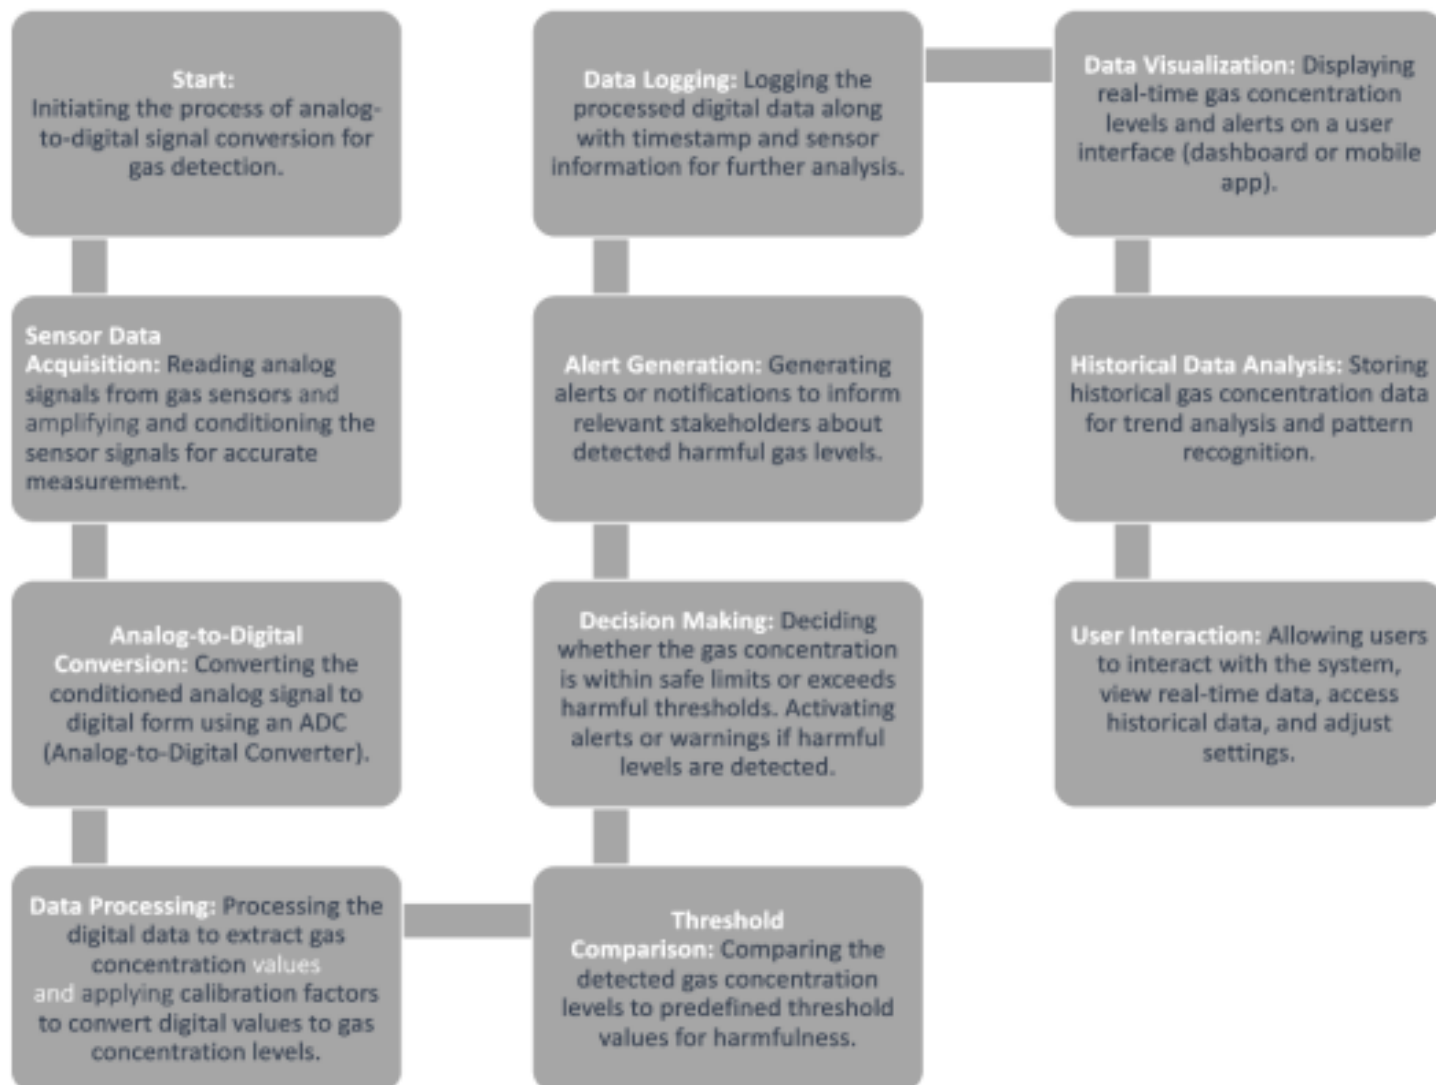 Start:
Initiating the process of analog-
to-digital signal conversion for
gas detection.
Sensor Data
Acquisition: Reading analog
signals from gas sensors and
amplifying and conditioning the
sensor signals for accurate
measurement.
Analog-to-Digital
Conversion: Converting the
conditioned analog signal to
digital form using an ADC
(Analog-to-Digital Converter).
Data Processing: Processing the
digital data to extract gas
concentration values
and applying calibration factors
to convert digital values to gas
concentration levels.
Threshold
Comparison: Comparing the
detected gas concentration
levels to predefined threshold
values for harmfulness.
Decision Making: Deciding
whether the gas concentration
is within safe limits or exceeds
harmful thresholds. Activating
alerts or warnings if harmful
levels are detected.
Alert Generation: Generating
alerts or notifications to inform
relevant stakeholders about
detected harmful gas levels.
Data Logging: Logging the
processed digital data along
with timestamp and sensor
information for further analysis.
Data Visualization: Displaying
real-time gas concentration
levels and alerts on a user
interface (dashboard or mobile
app).
Historical Data Analysis: Storing
historical gas concentration data
for trend analysis and pattern
recognition.
User Interaction: Allowing users
to interact with the system,
view real-time data, access
historical data, and adjust
settings.